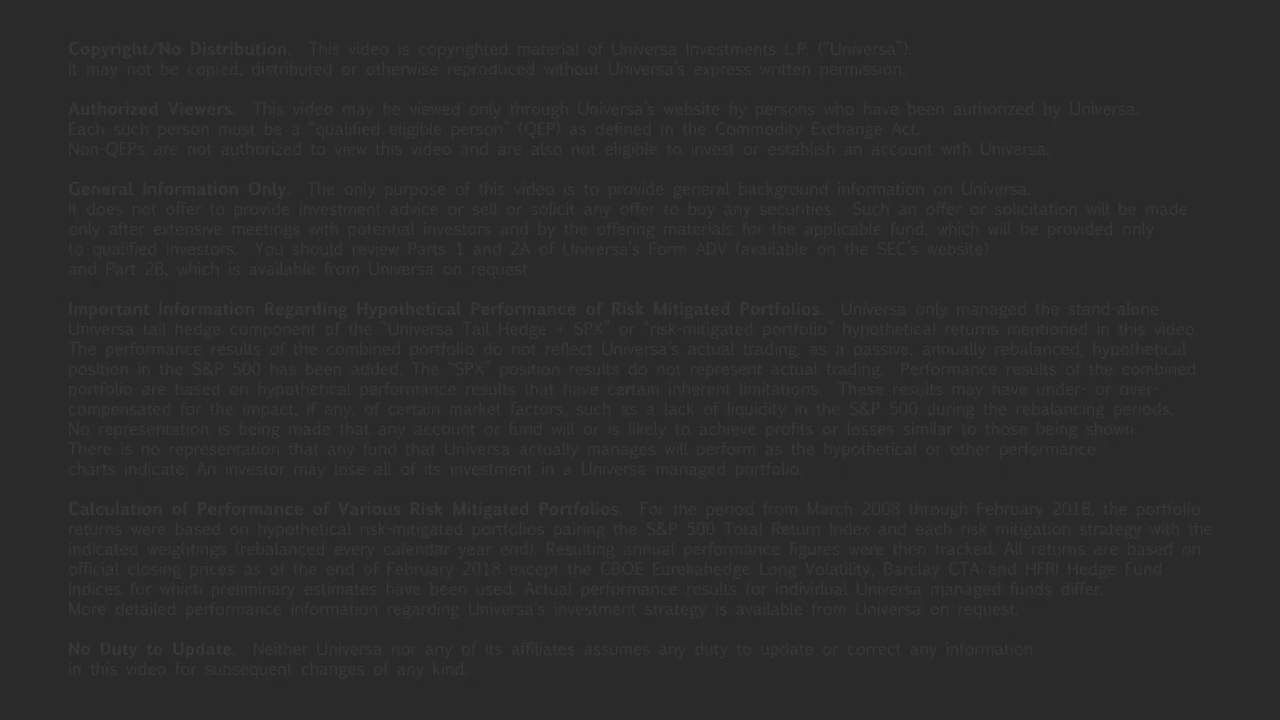 Copyright/No Distribution. This video is copyrighted material of Universa Investments L.P. ("Universa").
It may not be copied, distributed or otherwise reproduced without Universa's express written permission.
Authorized Viewers. This video may be viewed only through Universa's website by persons who have been authorized by Universa.
Each such person must be a "qualified eligible person" (QEP) as defined in the Commodity Exchange Act.
Non-QEPs are not authorized to view this video and are also not eligible to invest or establish an account with Universa.
General Information Only. The only purpose of this video is to provide general background information on Universa.
It does not offer to provide investment advice or sell or solicit any offer to buy any securities. Such an offer or solicitation will be made
only after extensive meetings with potential investors and by the offering materials for the applicable fund, which will be provided only
to qualified investors. You should review Parts 1 and 2A of Universa's Form ADV (available on the SEC's website)
and Part 2B, which is available from Universa on request
Important Information Regarding Hypothetical Performance of Risk Mitigated Portfolios. Universa only managed the stand-alone
Universa tail hedge component of the "Universa Tail Hedge + SPX" or "risk-mitigated portfolio" hypothetical returns mentioned in this video.
The performance results of the combined portfolio do not reflect Universa's actual trading, as a passive, annually rebalanced, hypothetical
position in the S&P 500 has been added. The "SPX" position results do not represent actual trading. Performance results of the combined
portfolio are based on hypothetical performance results that have certain inherent limitations. These results may have under- or over-
compensated for the impact, if any, of certain market factors, such as a lack of liquidity in the S&P 500 during the rebalancing periods.
No representation is being made that any account or fund will or is likely to achieve profits or losses similar to those being shown.
There is no representation that any fund that Universa actually manages will perform as the hypothetical or other performance
charts indicate. An investor may lose all of its investment in a Universa managed portfolio.
Calculation of Performance of Various Risk Mitigated Portfolios. For the period from March 2008 through February 2018, the portfolio
returns were based on hypothetical risk-mitigated portfolios pairing the S&P 500 Total Return Index and each risk mitigation strategy with the
indicated weightings (rebalanced every calendar year end). Resulting annual performance figures were then tracked. All returns are based on
official closing prices as of the end of February 2018 except the CBOE Eurekahedge Long Volatility, Barclay CTA and HFRI Hedge Fund
Indices for which preliminary estimates have been used. Actual performance results for individual Universa managed funds differ.
More detailed performance information regarding Universa's investment strategy is available from Universa on request.
No Duty to Update. Neither Universa nor any of its affiliates assumes any duty to update or correct any information
in this video for subsequent changes of any kind.